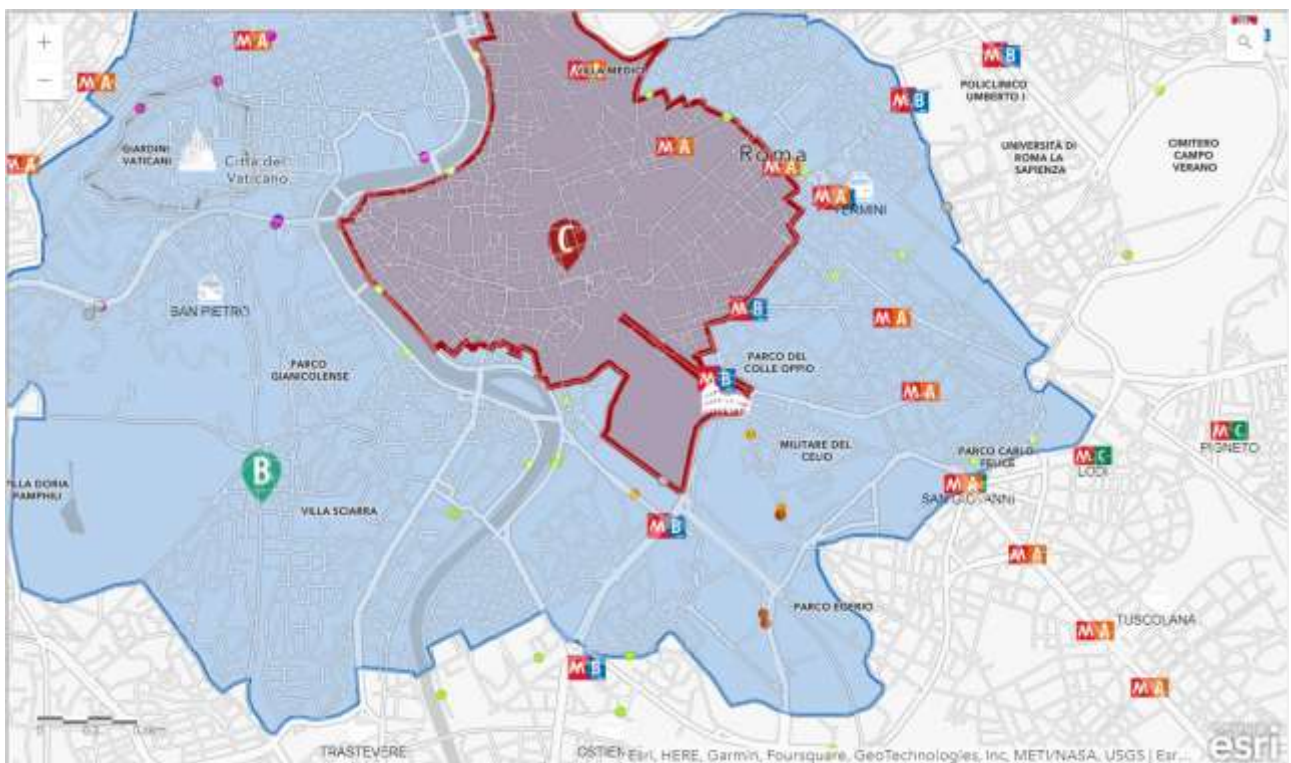 +
−
M A
M A
M A
VILLA MEDICI
M B
M B
POLICLINICO
UMBERTO I
GIARDINI
VATICANI
Città del
Vaticano
M A
Roma
M A
M A
TERMINI
UNIVERSITÀ DI
ROMA LA
SAPIENZA
CIMITERO
CAMPO
VERANO
C
SAN PIETRO
M B
M A
PARCO
GIANICOLENSE
PARCO DEL
COLLE OPPIO
M B
M A
MILITARE DEL
CELIO
PARCO CARLO
FELICE
M C
LODI
M C
PIGNETO
B
VILLA DORIA
PAMPHILI
VILLA SCIARRA
M A
SAN GIOVANNI
M B
M A
PARCO EGERIO
M A
TUSCOLANA
M B
M A
0
TRASTEVERE
Esri, HERE, Garmin, Foursquare, GeoTechnologies, Inc, METI/NASA, USGS | Esr...
esri